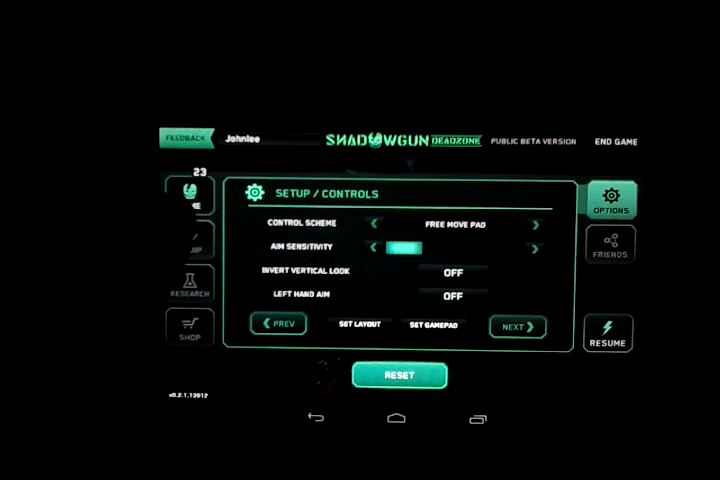 FEEDBACK Johnlee SHADOWGUN DEADZONE PUBLIC BETA VERSION END GAME
23
SETUP / CONTROLS
OPTIONS
CONTROL SCHEME FREE MOVE PAD
AIM SENSITIVITY
FRIENDS
INVERT VERTICAL LOOK OFF
RESEARCH
LEFT HAND AIM OFF
PREV SET LAYOUT SET GAMEPAD NEXT
SHOP
RESUME
RESET
v0.2.1.13912